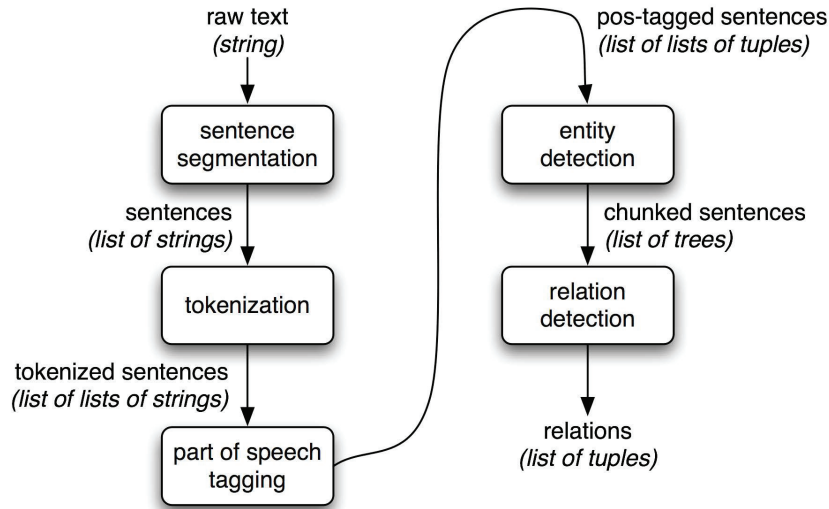 raw text
(string)
sentence
segmentation
sentences
(list of strings)
tokenization
tokenized sentences
(list of lists of strings)
part of speech
tagging
pos-tagged sentences
(list of lists of tuples)
entity
detection
chunked sentences
(list of trees)
relation
detection
relations
(list of tuples)